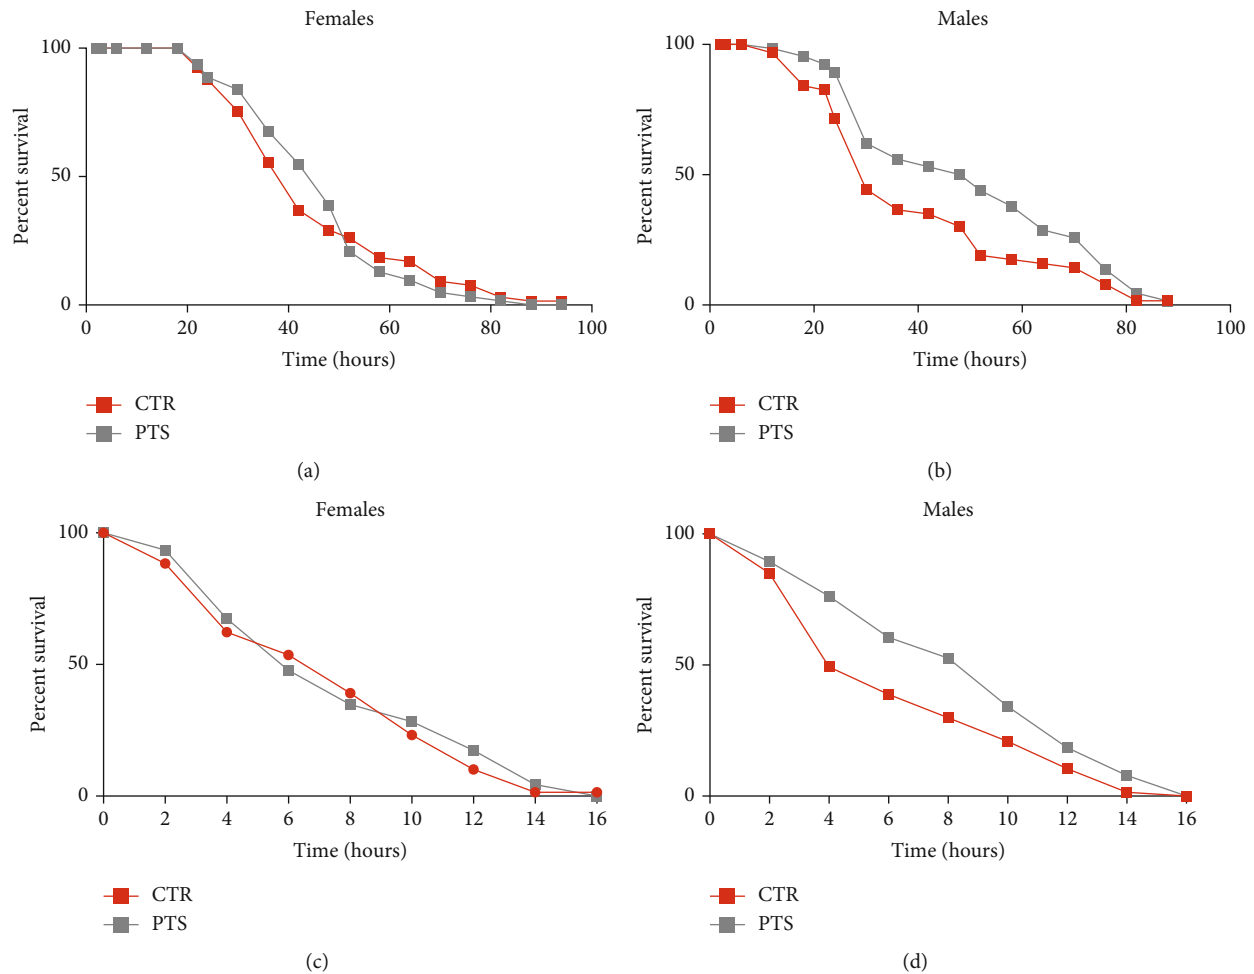 Females
100
50
0
Percent survival
0 20 40 60 80 100
Time (hours)
CTR
PTS
(a)
Males
100
50
0
Percent survival
0 20 40 60 80 100
Time (hours)
CTR
PTS
(b)
Females
100
50
0
Percent survival
0 2 4 6 8 10 12 14 16
Time (hours)
CTR
PTS
(c)
Males
100
50
0
Percent survival
0 2 4 6 8 10 12 14 16
Time (hours)
CTR
PTS
(d)